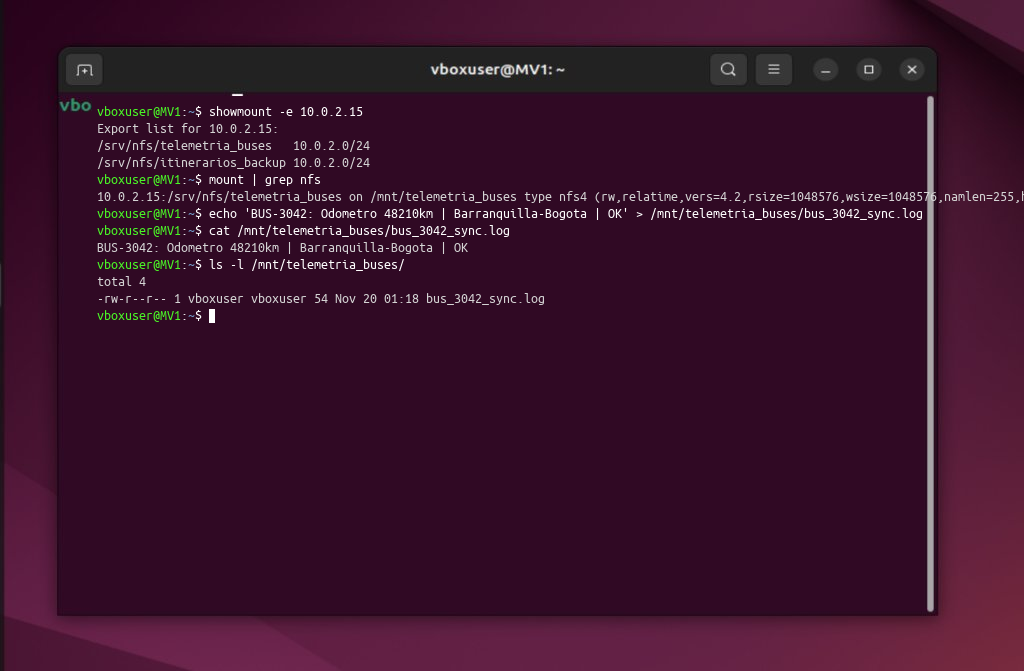 vboxuser@MV1: ~
vbo
vboxuser@MV1:~$ showmount -e 10.0.2.15
Export list for 10.0.2.15:
/srv/nfs/telemetria_buses   10.0.2.0/24
/srv/nfs/itinerarios_backup 10.0.2.0/24
vboxuser@MV1:~$ mount | grep nfs
10.0.2.15:/srv/nfs/telemetria_buses on /mnt/telemetria_buses type nfs4 (rw,relatime,vers=4.2,rsize=1048576,wsize=1048576,namlen=255,h
vboxuser@MV1:~$ echo 'BUS-3042: Odometro 48210km | Barranquilla-Bogota | OK' > /mnt/telemetria_buses/bus_3042_sync.log
vboxuser@MV1:~$ cat /mnt/telemetria_buses/bus_3042_sync.log
BUS-3042: Odometro 48210km | Barranquilla-Bogota | OK
vboxuser@MV1:~$ ls -l /mnt/telemetria_buses/
total 4
-rw-r--r-- 1 vboxuser vboxuser 54 Nov 20 01:18 bus_3042_sync.log
vboxuser@MV1:~$